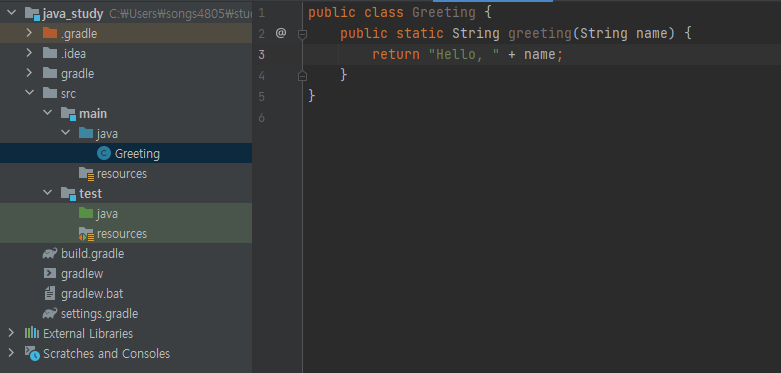 java_study C:₩Users₩songs4805₩stu
.gradle
.idea
gradle
src
main
java
Greeting
resources
test
java
resources
build.gradle
gradlew
gradlew.bat
settings.gradle
External Libraries
Scratches and Consoles
1 public class Greeting {
2 @ public static String greeting(String name) {
3 return "Hello, " + name;
4 }
5 }
6